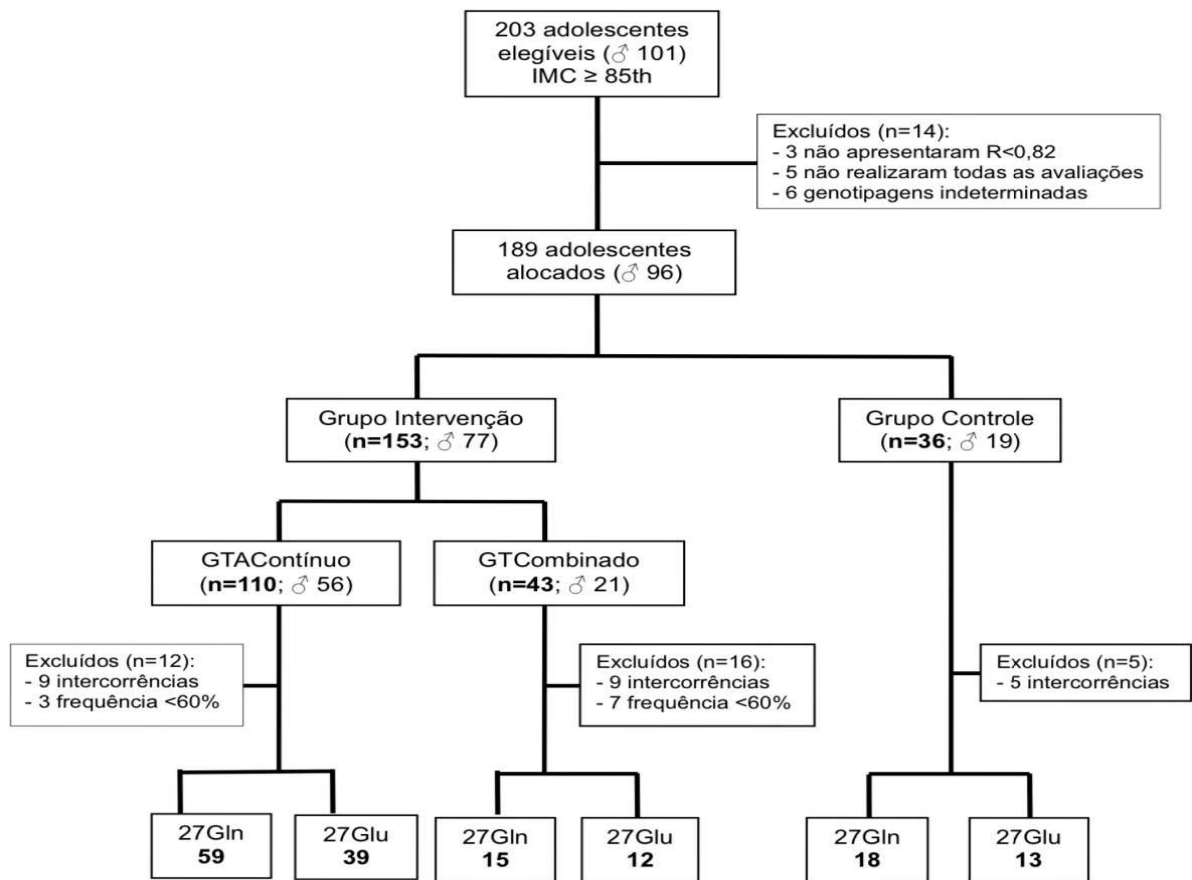 203 adolescentes
elegíveis (♂ 101)
IMC ≥ 85th
Excluídos (n=14):
- 3 não apresentaram R<0,82
- 5 não realizaram todas as avaliações
- 6 genotipagens indeterminadas
189 adolescentes
alocados (♂ 96)
Grupo Intervenção
(n=153; ♂ 77)
Grupo Controle
(n=36; ♂ 19)
GTAContínuo
(n=110; ♂ 56)
GTCombinado
(n=43; ♂ 21)
Excluídos (n=12):
- 9 intercorrências
- 3 frequência <60%
Excluídos (n=16):
- 9 intercorrências
- 7 frequência <60%
Excluídos (n=5):
- 5 intercorrências
27Gln
59
27Glu
39
27Gln
15
27Glu
12
27Gln
18
27Glu
13